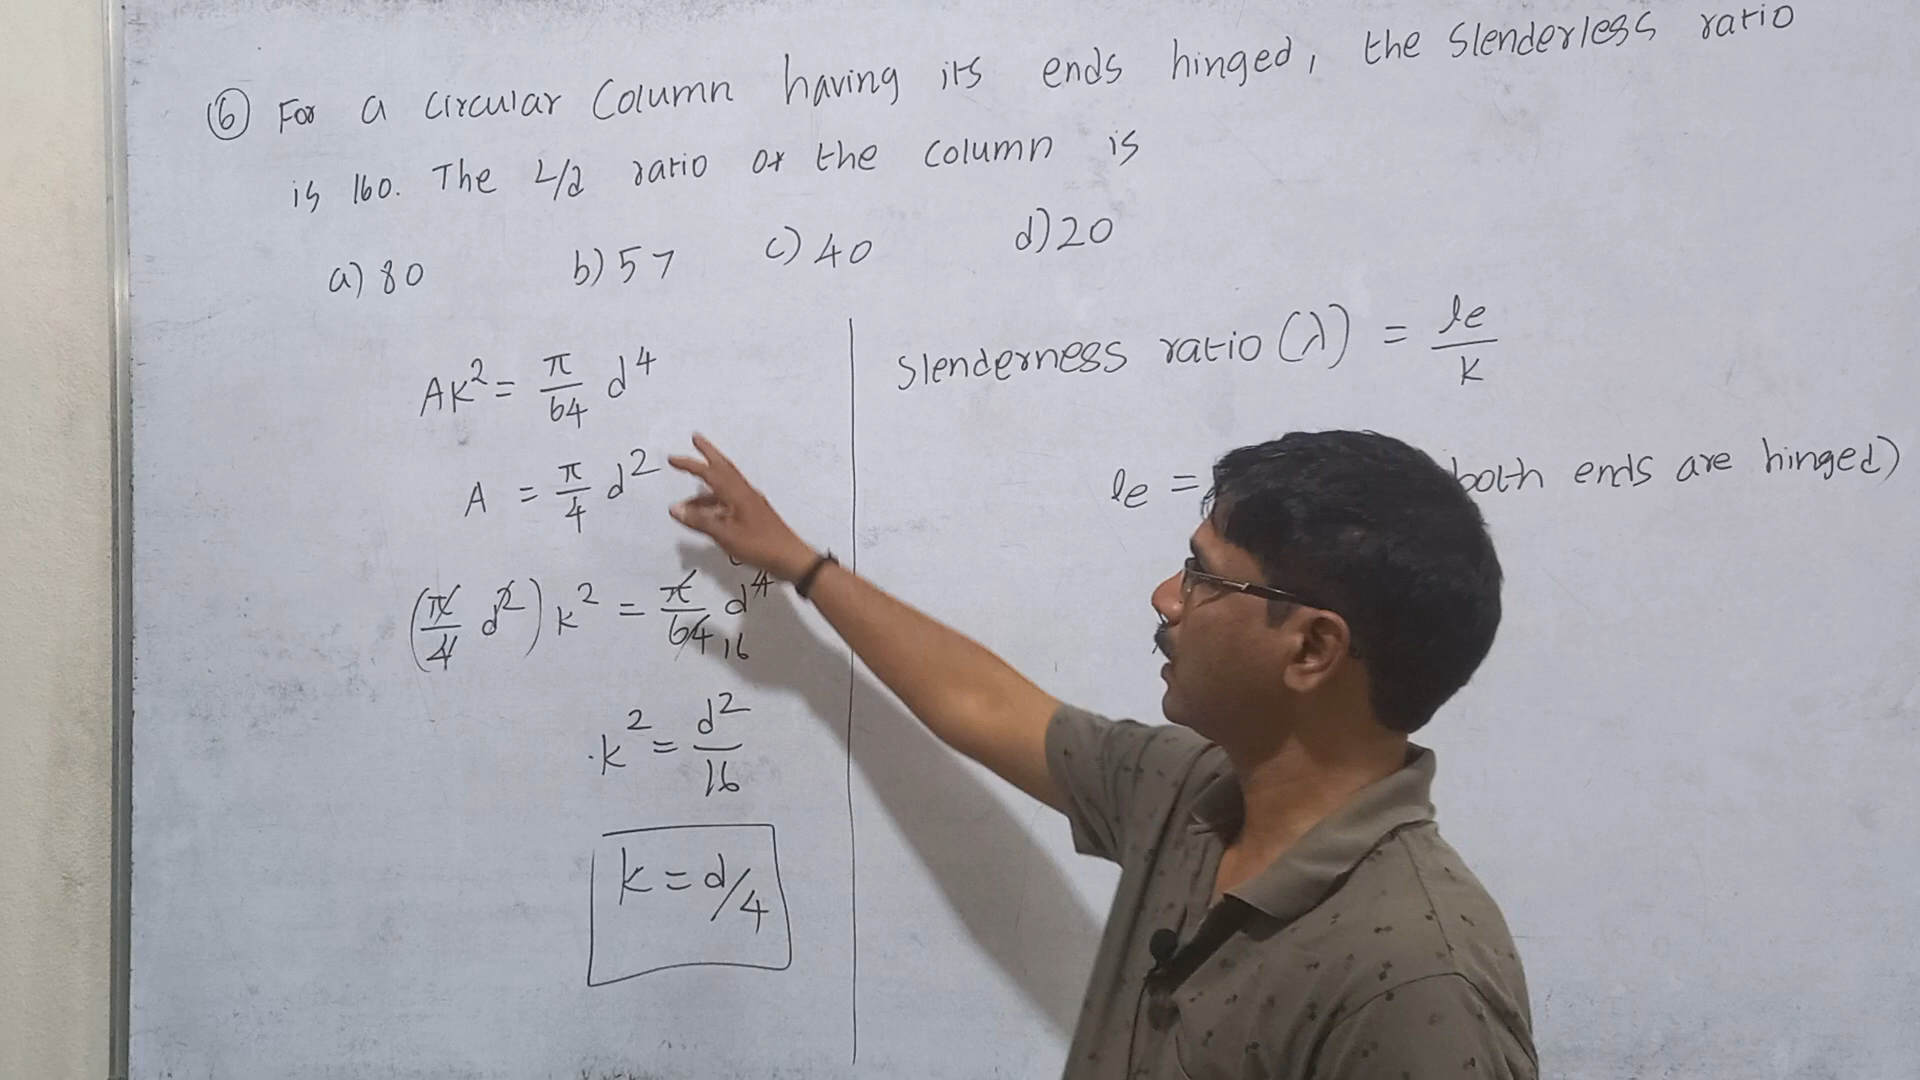 ⑥ For a circular column having its ends hinged, the slenderless ratio
is 160. The L/d ratio of the column is
a) 80 b) 57 c) 40 d) 20
AK² = π/64 d⁴
A = π/4 d²
(π/4 d²) k² = π/64 d⁴
16
k² = d²/16
k = d/4
Slenderness ratio (λ) = le/k
le = both ends are hinged)